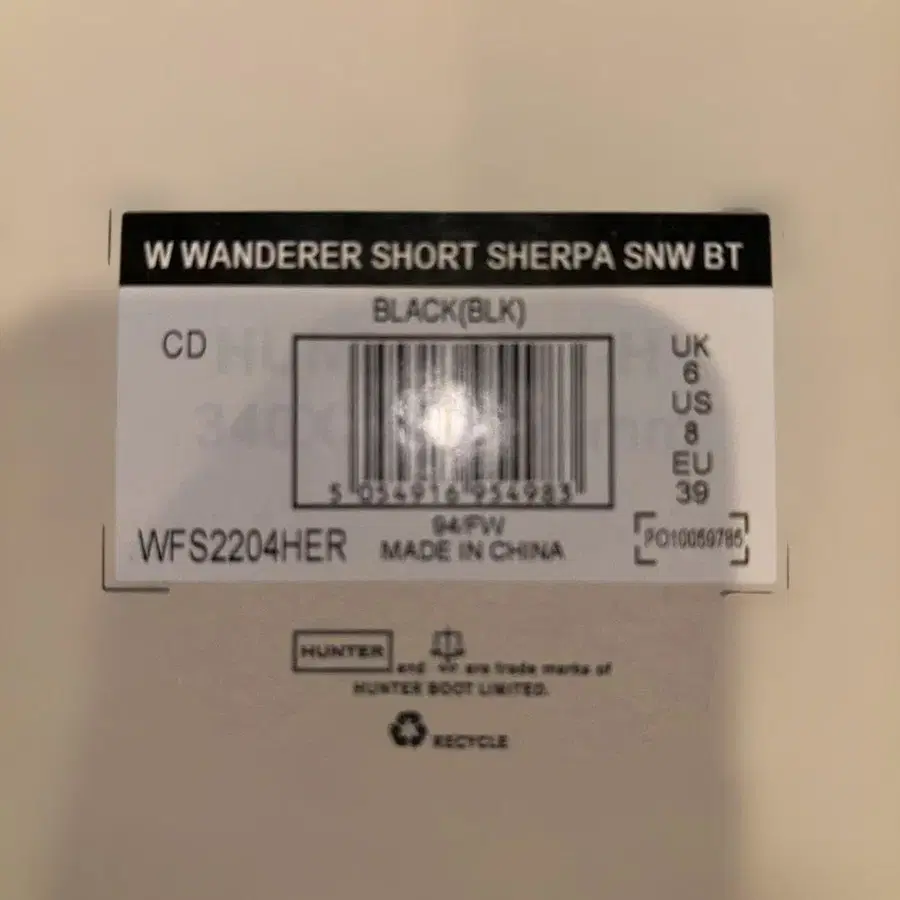 W WANDERER SHORT SHERPA SNW BT
BLACK(BLK)
CD
UK
6
US
8
EU
39
5 054916 954983
94/FW
WFS2204HER
MADE IN CHINA
PO10059795
HUNTER and are trade marks of
HUNTER BOOT LIMITED.
RECYCLE